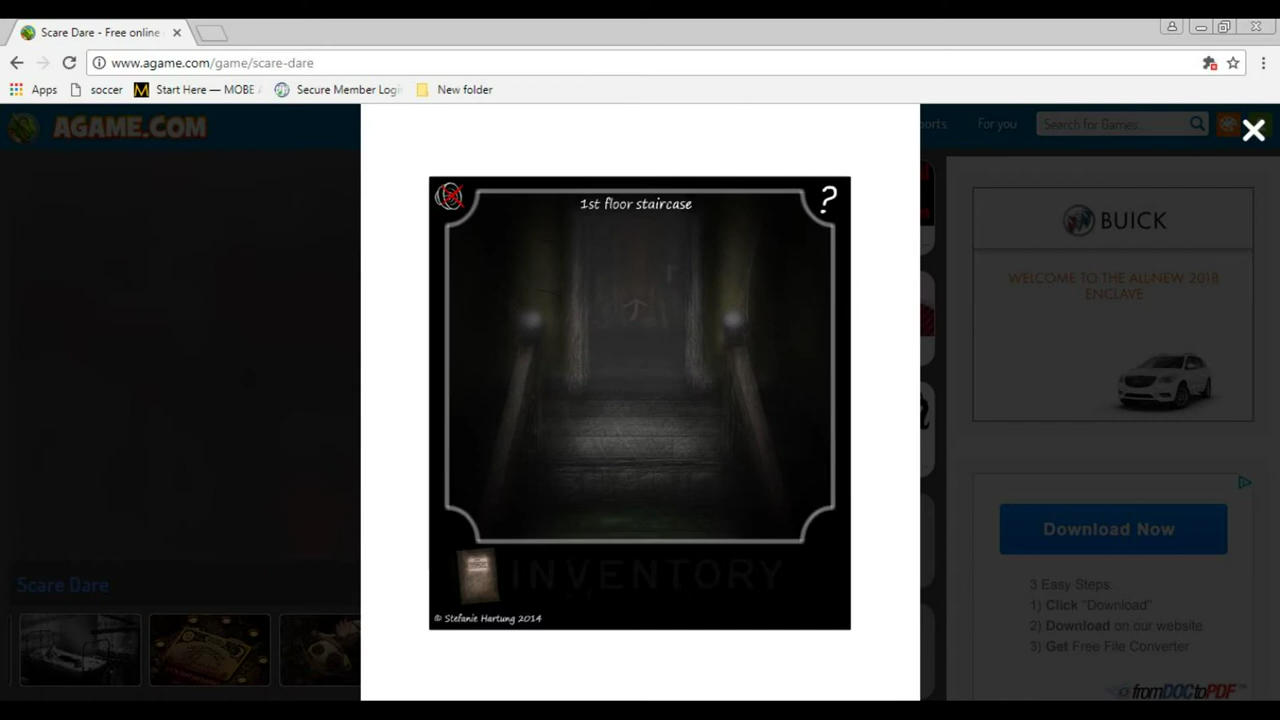 Scare Dare - Free online
www.agame.com/game/scare-dare
Apps
soccer
Start Here — MOBE
Secure Member Login
New folder
AGAME.COM
ports
For you
Search for Games...
1st floor staircase
?
BUICK
WELCOME TO THE ALL-NEW 2018
ENCLAVE
INVENTORY
© Stefanie Hartung 2014
Scare Dare
Download Now
3 Easy Steps:
1) Click "Download"
2) Download on our website
3) Get Free File Converter
fromDOCtoPDF